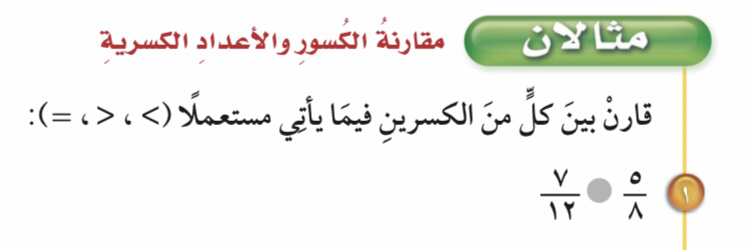 مثالان مقارنةُ الكُسورِ والأعدادِ الكسريةِ
قارنْ بينَ كلٍّ منَ الكسرينِ فيمَا يأتِي مستعملًا (> ، < ، =):
١ ٥/٨ ● ٧/١٢